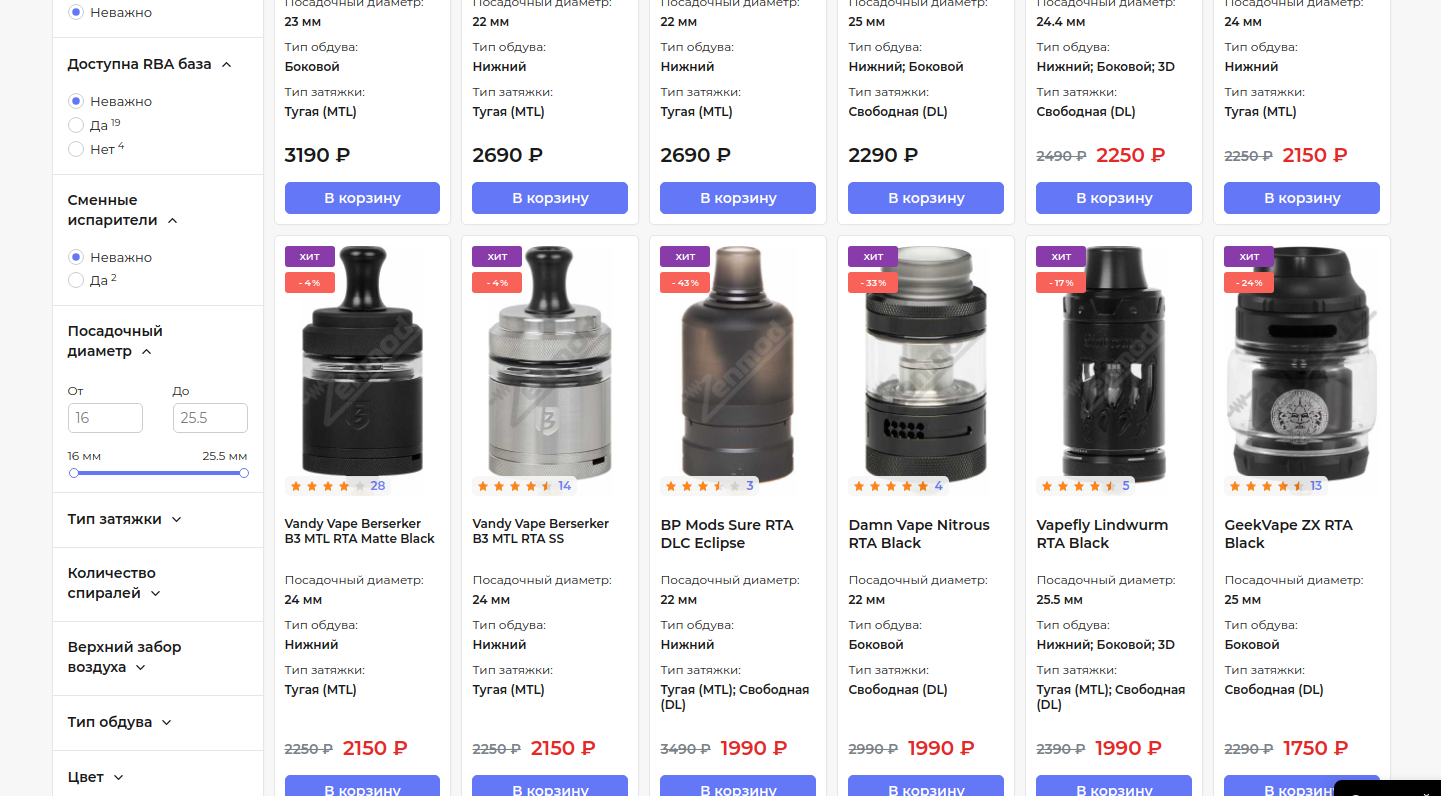 Неважно
Доступна RBA база
Неважно
Да 19
Нет 4
Сменные
испарители
Неважно
Да 2
Посадочный
диаметр
От
До
16
25.5
16 мм
25.5 мм
Тип затяжки
Количество
спиралей
Верхний забор
воздуха
Тип обдува
Цвет
Посадочный диаметр:
23 мм
Тип обдува:
Боковой
Тип затяжки:
Тугая (MTL)
3190 ₽
В корзину
Посадочный диаметр:
22 мм
Тип обдува:
Нижний
Тип затяжки:
Тугая (MTL)
2690 ₽
В корзину
Посадочный диаметр:
22 мм
Тип обдува:
Нижний
Тип затяжки:
Тугая (MTL)
2690 ₽
В корзину
Посадочный диаметр:
25 мм
Тип обдува:
Нижний; Боковой
Тип затяжки:
Свободная (DL)
2290 ₽
В корзину
Посадочный диаметр:
24.4 мм
Тип обдува:
Нижний; Боковой; 3D
Тип затяжки:
Свободная (DL)
2490 ₽ 2250 ₽
В корзину
Посадочный диаметр:
24 мм
Тип обдува:
Нижний
Тип затяжки:
Тугая (MTL)
2250 ₽ 2150 ₽
В корзину
ХИТ
- 4%
Zenmod
28
Vandy Vape Berserker
B3 MTL RTA Matte Black
Посадочный диаметр:
24 мм
Тип обдува:
Нижний
Тип затяжки:
Тугая (MTL)
2250 ₽ 2150 ₽
В корзину
ХИТ
- 4%
Zenmod
14
Vandy Vape Berserker
B3 MTL RTA SS
Посадочный диаметр:
24 мм
Тип обдува:
Нижний
Тип затяжки:
Тугая (MTL)
2250 ₽ 2150 ₽
В корзину
ХИТ
- 43%
Zenmod
3
BP Mods Sure RTA
DLC Eclipse
Посадочный диаметр:
22 мм
Тип обдува:
Нижний
Тип затяжки:
Тугая (MTL); Свободная
(DL)
3490 ₽ 1990 ₽
В корзину
ХИТ
- 33%
Zenmod
4
Damn Vape Nitrous
RTA Black
Посадочный диаметр:
22 мм
Тип обдува:
Боковой
Тип затяжки:
Свободная (DL)
2990 ₽ 1990 ₽
В корзину
ХИТ
- 17%
Zenmod
5
Vapefly Lindwurm
RTA Black
Посадочный диаметр:
25.5 мм
Тип обдува:
Нижний; Боковой; 3D
Тип затяжки:
Тугая (MTL); Свободная
(DL)
2390 ₽ 1990 ₽
В корзину
ХИТ
- 24%
Zenmod
13
GeekVape ZX RTA
Black
Посадочный диаметр:
25 мм
Тип обдува:
Боковой
Тип затяжки:
Свободная (DL)
2290 ₽ 1750 ₽
В корзину